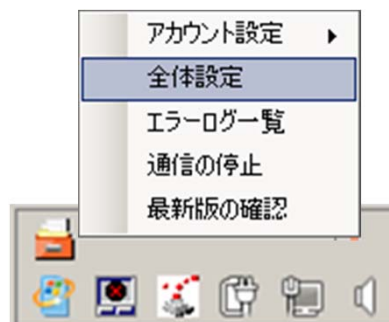 アカウント設定
全体設定
エラーログ一覧
通信の停止
最新版の確認